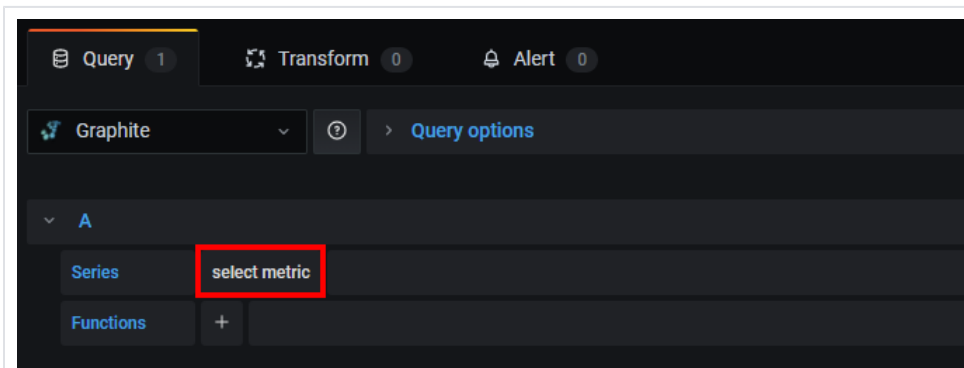 Query 1 Transform 0 Alert 0
Graphite Query options
A
Series select metric
Functions +